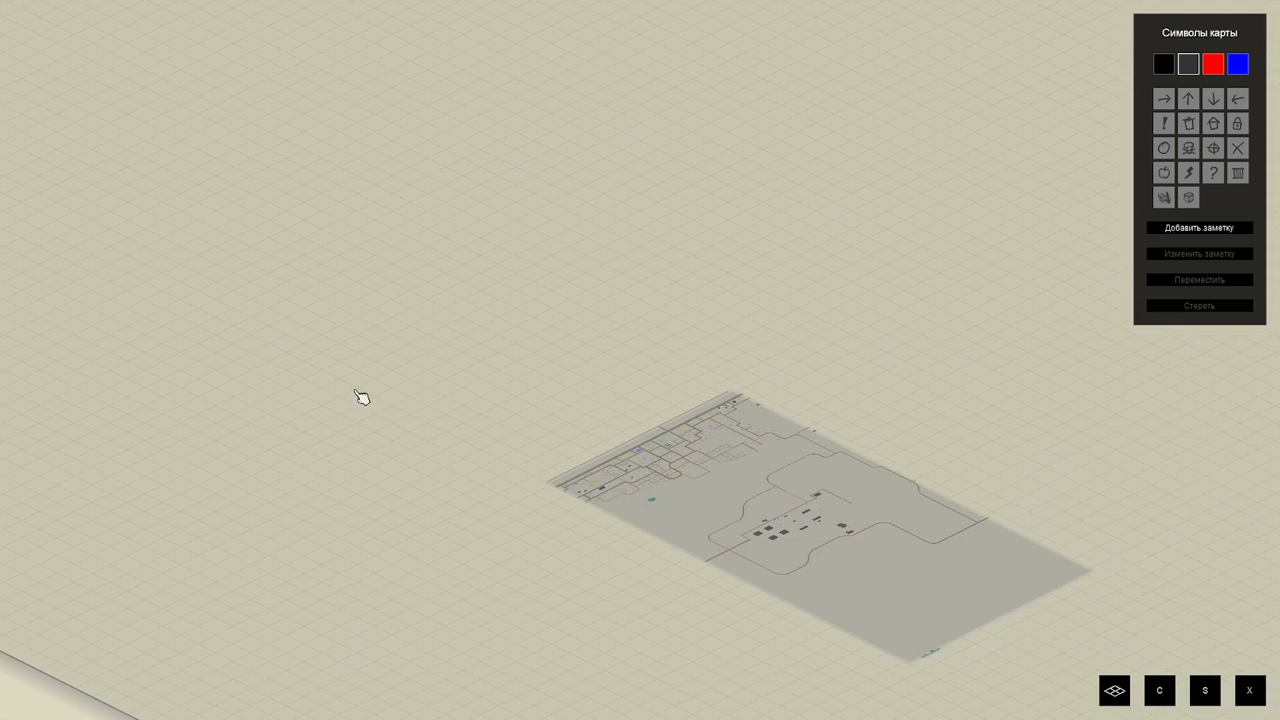 Символы карты
Добавить заметку
Изменить заметку
Переместить
Стереть
C
S
X